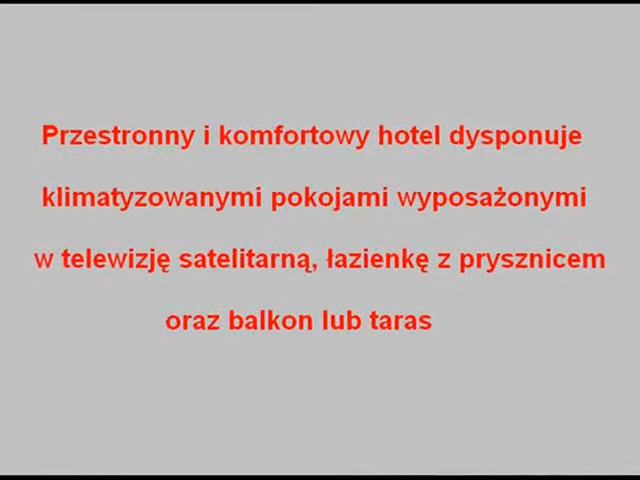 Przestronny i komfortowy hotel dysponuje
klimatyzowanymi pokojami wyposażonymi
w telewizję satelitarną, łazienkę z prysznicem
oraz balkon lub taras